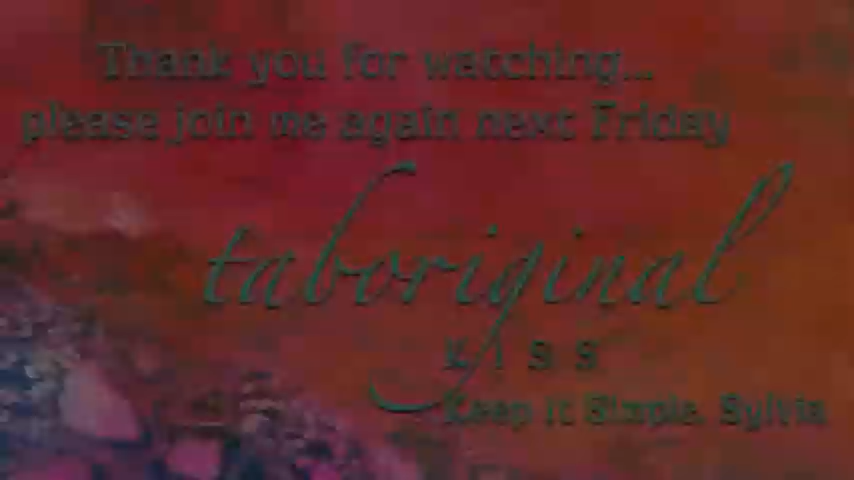 Thank you for watching...
please join me again next Friday
taboriginal
K I S S
Keep It Simple, Sylvia